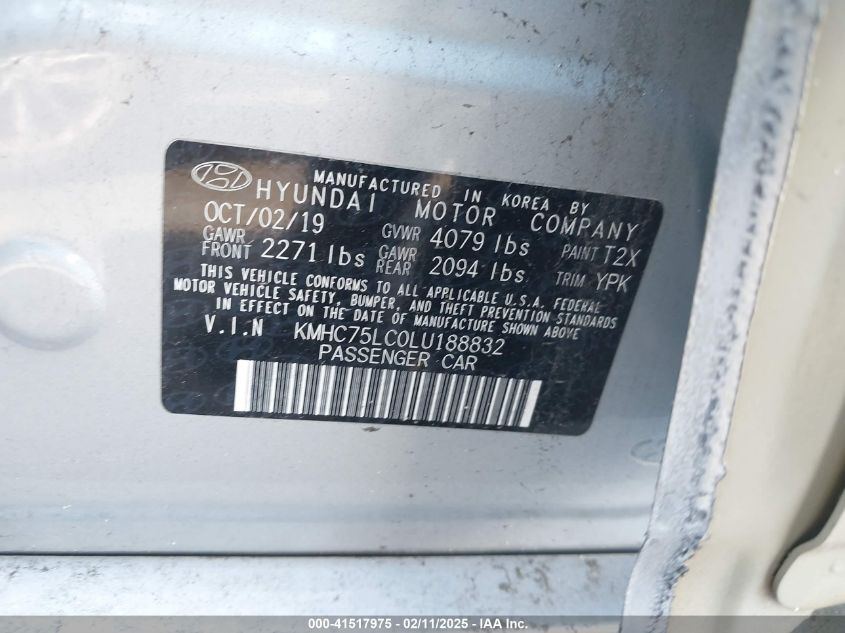 MANUFACTURED IN KOREA BY
HYUNDAI MOTOR COMPANY
OCT/02/19 GVWR 4079 lbs PAINT T2X
GAWR FRONT 2271 lbs GAWR REAR 2094 lbs TRIM YPK
THIS VEHICLE CONFORMS TO ALL APPLICABLE U.S.A. FEDERAL
MOTOR VEHICLE SAFETY, BUMPER, AND THEFT PREVENTION STANDARDS
IN EFFECT ON THE DATE OF MANUFACTURE SHOWN ABOVE
V.I.N KMHC75LC0LU188832
PASSENGER CAR
000-41517975 - 02/11/2025 - IAA Inc.